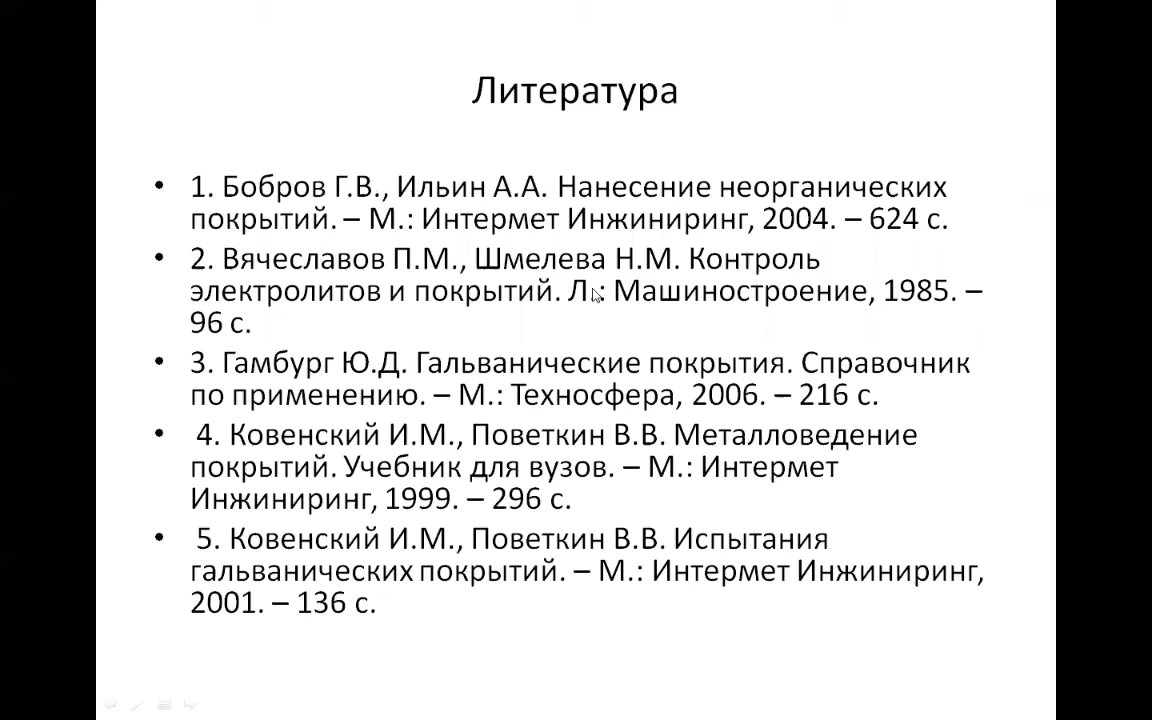 Литература
• 1. Бобров Г.В., Ильин А.А. Нанесение неорганических
покрытий. – М.: Интермет Инжиниринг, 2004. – 624 с.
• 2. Вячеславов П.М., Шмелева Н.М. Контроль
электролитов и покрытий. Л.: Машиностроение, 1985. –
96 с.
• 3. Гамбург Ю.Д. Гальванические покрытия. Справочник
по применению. – М.: Техносфера, 2006. – 216 с.
• 4. Ковенский И.М., Поветкин В.В. Металловедение
покрытий. Учебник для вузов. – М.: Интермет
Инжиниринг, 1999. – 296 с.
• 5. Ковенский И.М., Поветкин В.В. Испытания
гальванических покрытий. – М.: Интермет Инжиниринг,
2001. – 136 с.